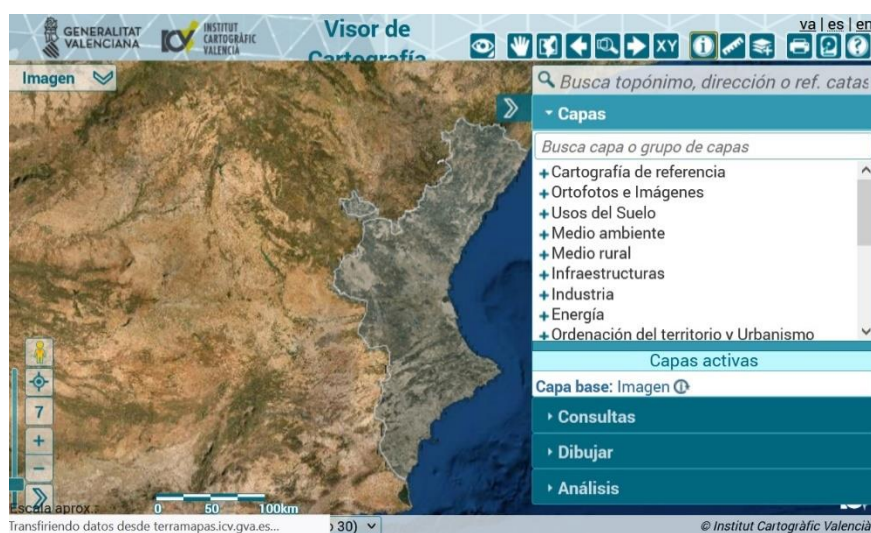 GENERALITAT
VALENCIANA
ICV
INSTITUT
CARTOGRÀFIC
VALENCIÀ
Visor de
Cartografía
XY
va | es | en
Imagen
Busca topónimo, dirección o ref. catas
Capas
Busca capa o grupo de capas
Cartografía de referencia
Ortofotos e Imágenes
Usos del Suelo
Medio ambiente
Medio rural
Infraestructuras
Industria
Energía
Ordenación del territorio y Urbanismo
Capas activas
Capa base: Imagen
Consultas
Dibujar
Análisis
7
+
−
Escala aprox.
0 50 100km
Transfiriendo datos desde terramapas.icv.gva.es...
o 30)
© Institut Cartogràfic Valencià